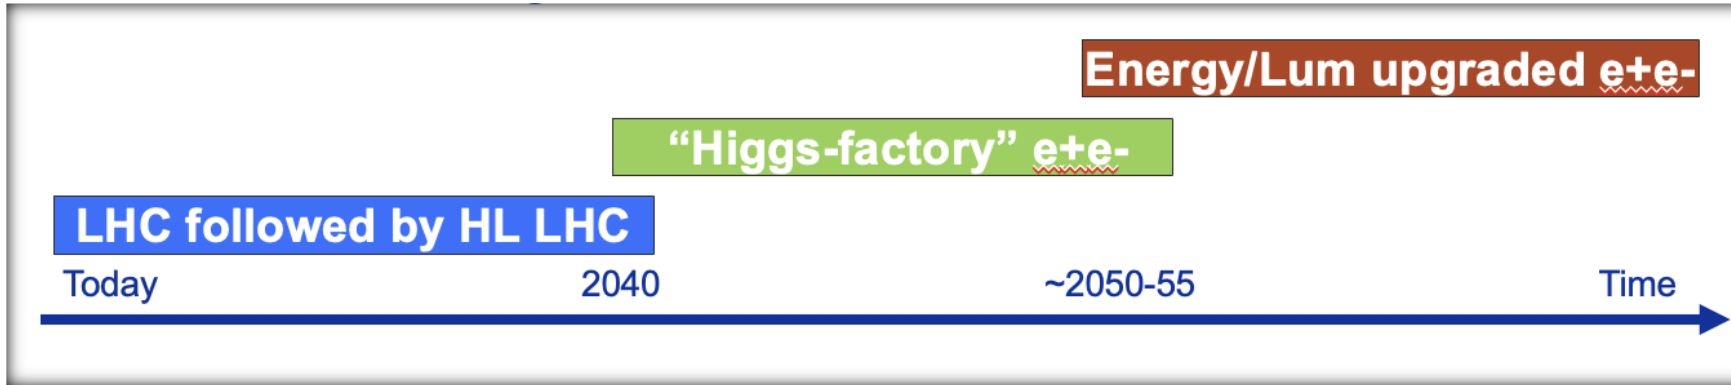 Energy/Lum upgraded e+e-
“Higgs-factory” e+e-
LHC followed by HL LHC
Today 2040 ~2050-55 Time